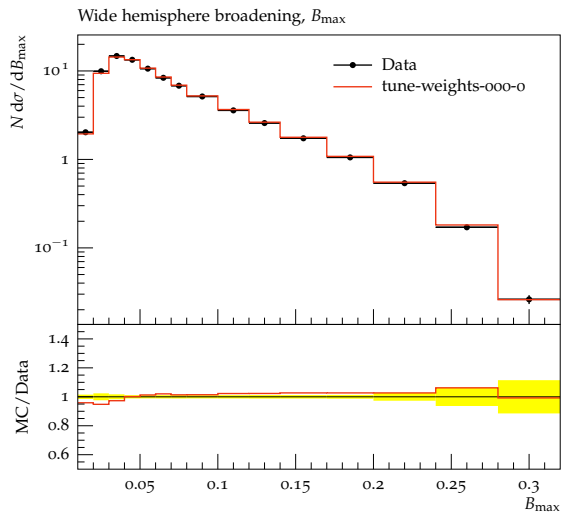 Wide hemisphere broadening, B_max
N dσ/dB_max
Data
tune-weights-000-0
10^1
1
10^−1
MC/Data
1.4
1.2
1
0.8
0.6
0.05 0.1 0.15 0.2 0.25 0.3
B_max